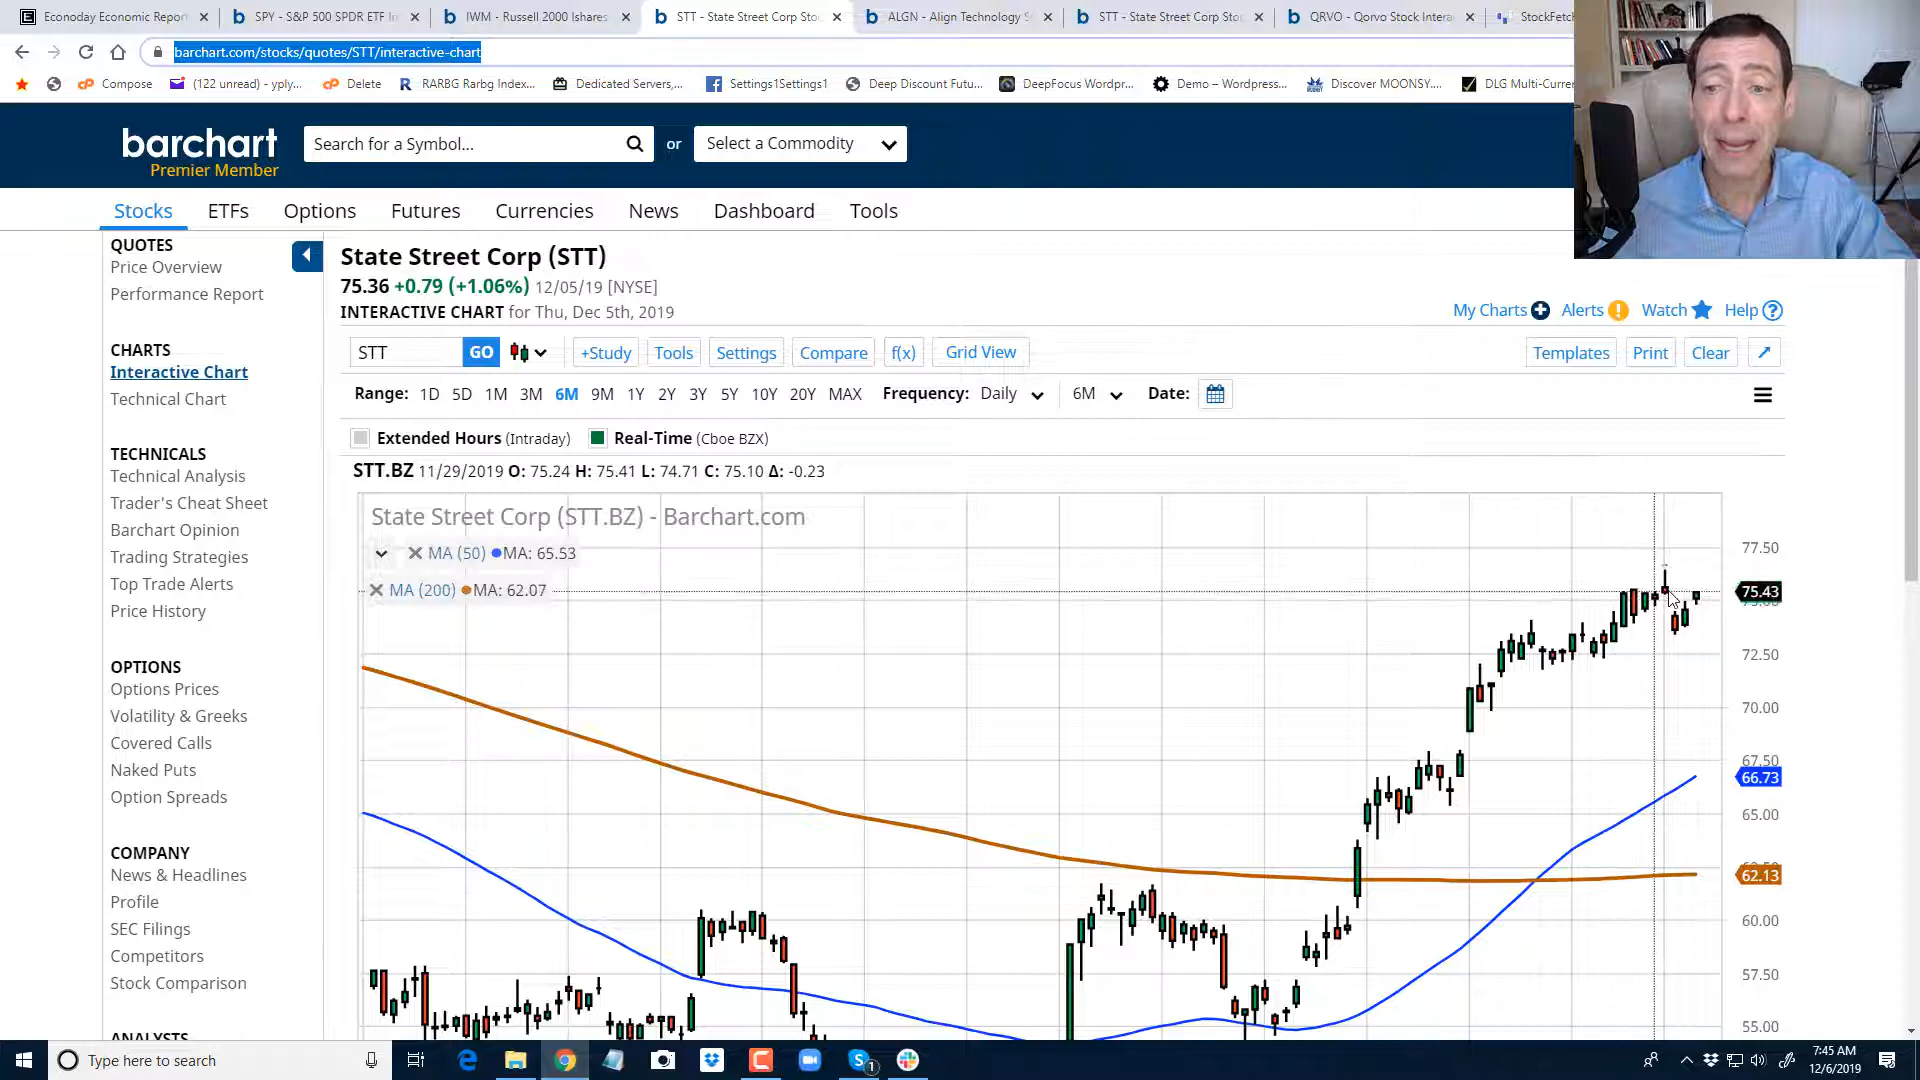 Econoday Economic Repor
SPY - S&P 500 SPDR ETF
IWM - Russell 2000 Ishares
STT - State Street Corp Sto
ALGN - Align Technology S
STT - State Street Corp Sto
QRVO - Qorvo Stock Intera
StockFetch
barchart.com/stocks/quotes/STT/interactive-chart
Compose
(122 unread) - yply...
Delete
RARBG Rarbg Index...
Dedicated Servers,...
Settings1Settings1
Deep Discount Futu...
DeepFocus Wordpr...
Demo – Wordpress...
Discover MOONSY....
DLG Multi-Curre
barchart
Premier Member
Search for a Symbol...
or
Select a Commodity
Stocks ETFs Options Futures Currencies News Dashboard Tools
QUOTES
Price Overview
Performance Report
CHARTS
Interactive Chart
Technical Chart
TECHNICALS
Technical Analysis
Trader's Cheat Sheet
Barchart Opinion
Trading Strategies
Top Trade Alerts
Price History
OPTIONS
Options Prices
Volatility & Greeks
Covered Calls
Naked Puts
Option Spreads
COMPANY
News & Headlines
Profile
SEC Filings
Competitors
Stock Comparison
ANALYSTS
State Street Corp (STT)
75.36 +0.79 (+1.06%) 12/05/19 [NYSE]
INTERACTIVE CHART for Thu, Dec 5th, 2019
My Charts Alerts Watch Help
STT GO +Study Tools Settings Compare f(x) Grid View Templates Print Clear
Range: 1D 5D 1M 3M 6M 9M 1Y 2Y 3Y 5Y 10Y 20Y MAX Frequency: Daily 6M Date:
Extended Hours (Intraday) Real-Time (Cboe BZX)
STT.BZ 11/29/2019 O: 75.24 H: 75.41 L: 74.71 C: 75.10 Δ: -0.23
State Street Corp (STT.BZ) - Barchart.com
MA (50) MA: 65.53
MA (200) MA: 62.07
77.50
75.43
72.50
70.00
67.50
66.73
65.00
62.13
60.00
57.50
55.00
Type here to search
1
7:45 AM
12/6/2019